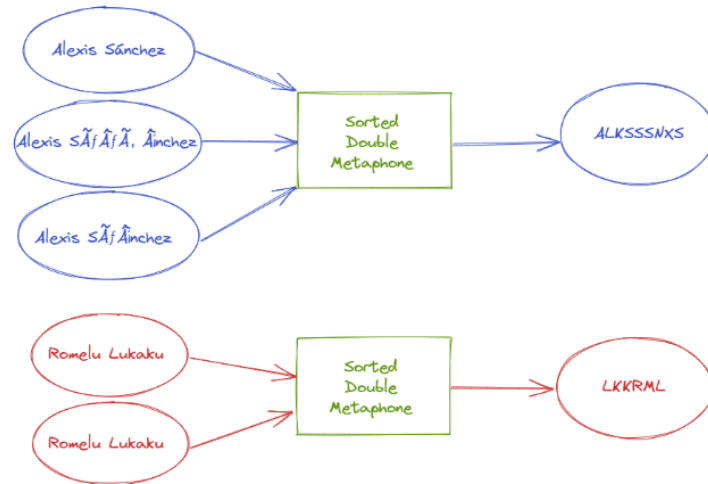 Alexis Sánchez
Alexis SÃƒÂƒÃ‚Â¡nchez
Alexis SÃƒÂ¡nchez
Sorted
Double
Metaphone
ALKSSSNXS
Romelu Lukaku
Romelu Lukaku
Sorted
Double
Metaphone
LKKRML